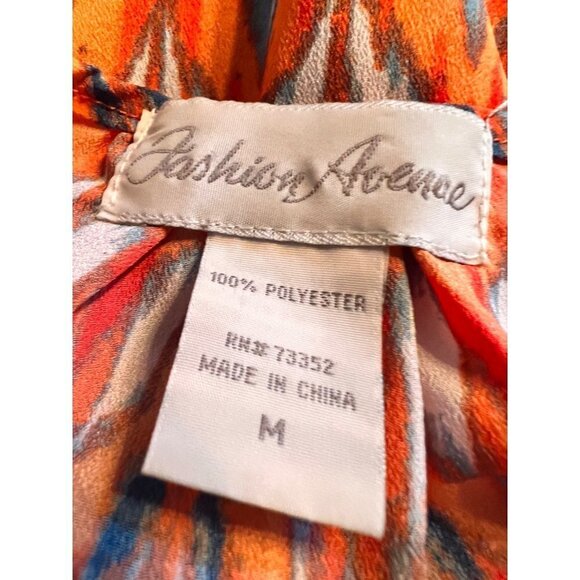 Fashion Avenue
100% POLYESTER
RN# 73352
MADE IN CHINA
M